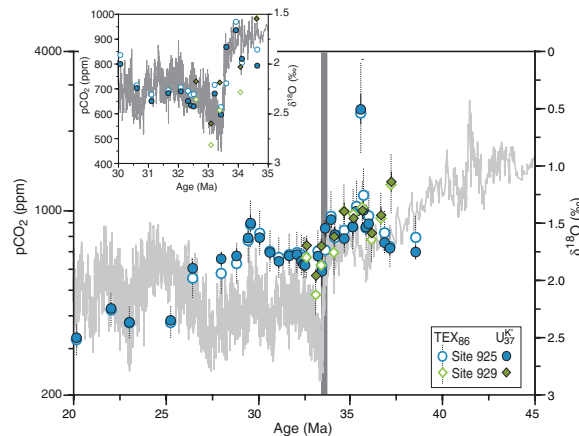 1000
900
800
700
600
500
400
pCO2 (ppm)
1.5
2
2.5
3
δ18O (‰)
30 31 32 33 34 35
Age (Ma)
4000
1000
200
pCO2 (ppm)
0
0.5
1.0
1.5
2.0
2.5
3
δ18O (‰)
TEX86 UK'37
Site 925
Site 929
20 25 30 35 40 45
Age (Ma)